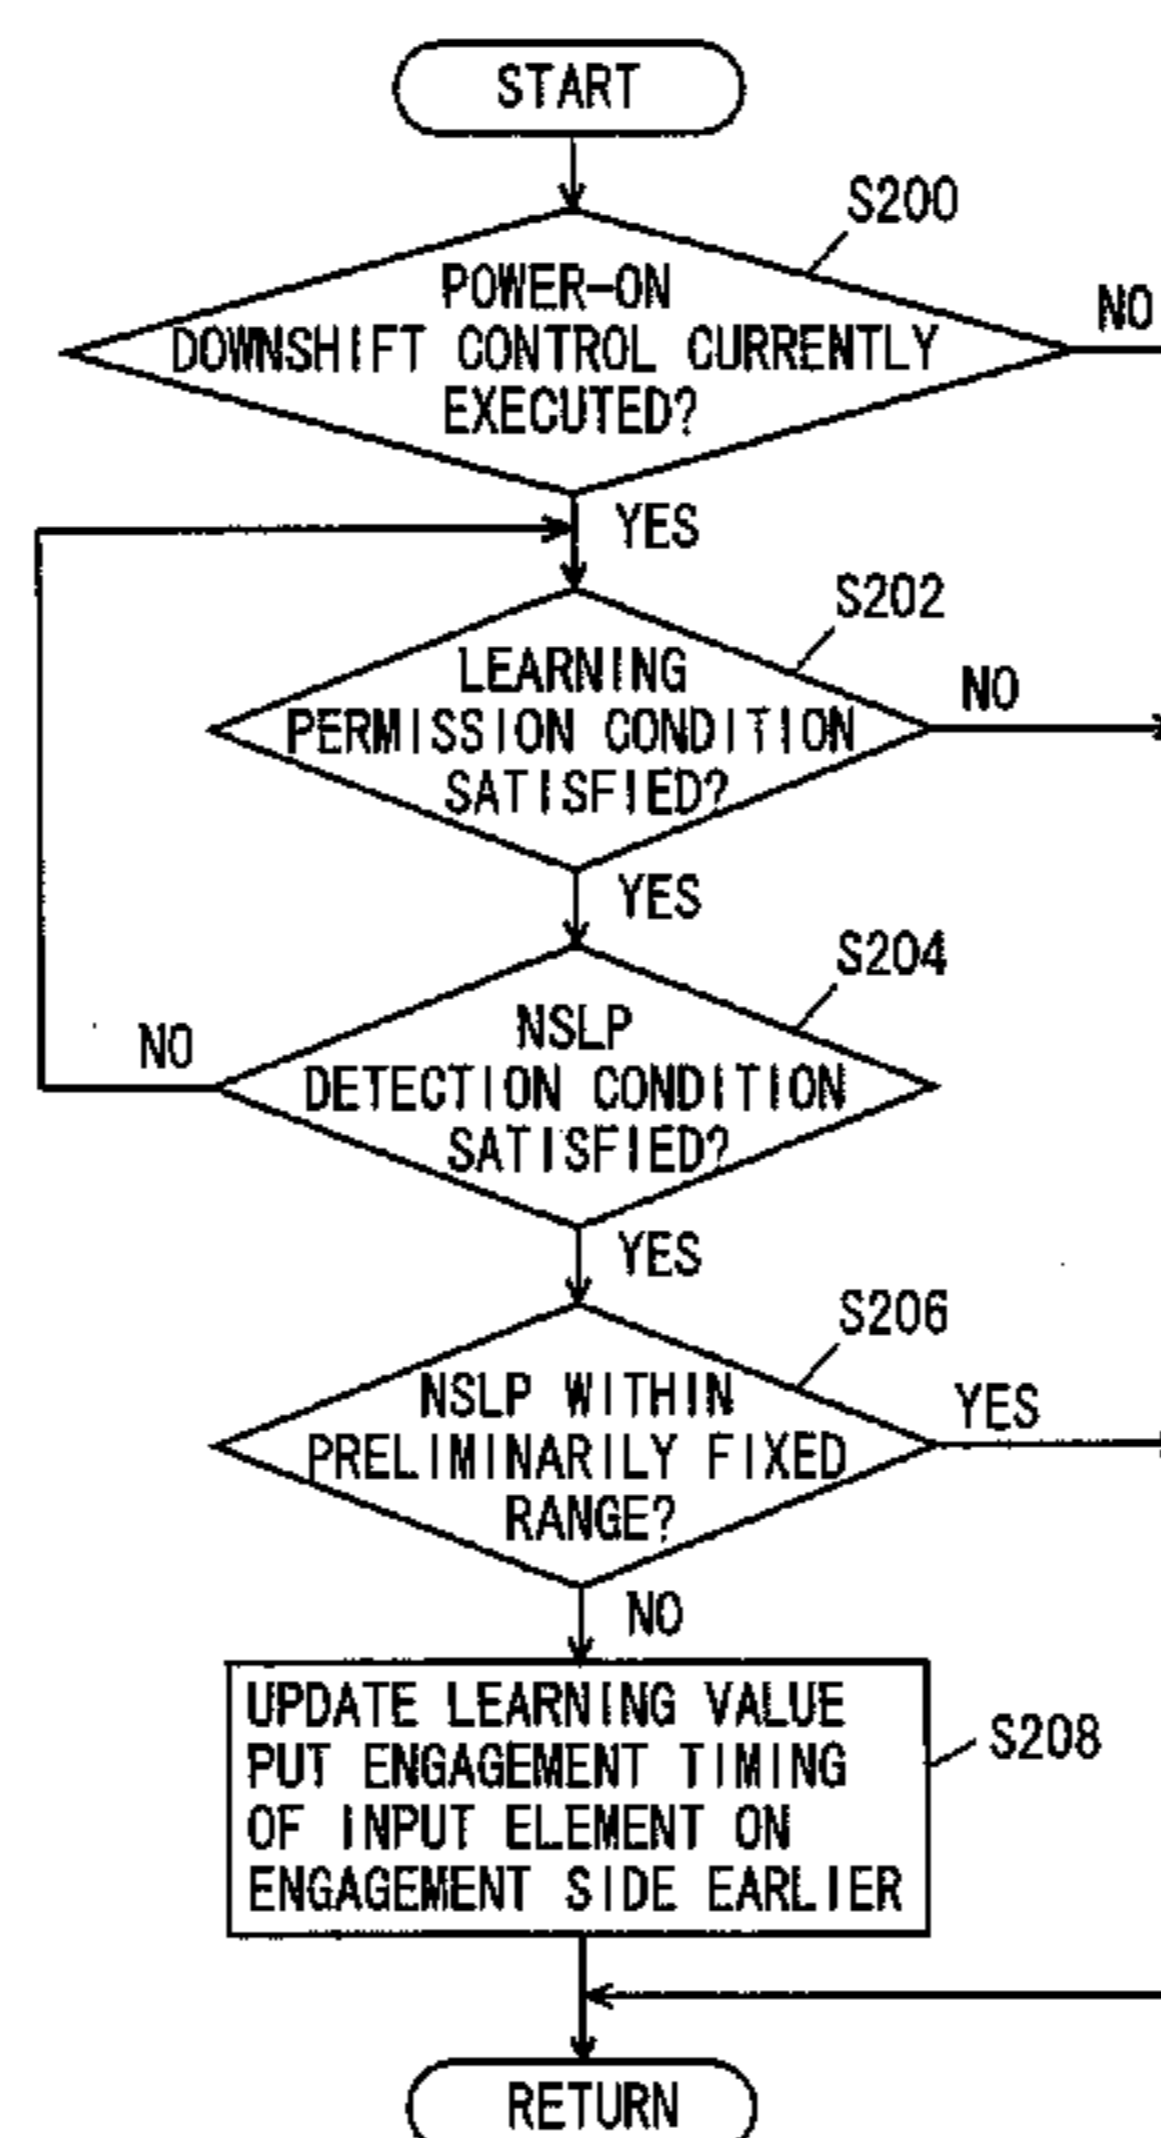 START
S200
POWER-ON
DOWNSHIFT CONTROL CURRENTLY
EXECUTED?
NO
YES
S202
LEARNING
PERMISSION CONDITION
SATISFIED?
NO
YES
S204
NSLP
DETECTION CONDITION
SATISFIED?
NO
YES
S206
NSLP WITHIN
PRELIMINARILY FIXED
RANGE?
YES
NO
UPDATE LEARNING VALUE
PUT ENGAGEMENT TIMING
OF INPUT ELEMENT ON
ENGAGEMENT SIDE EARLIER
S208
RETURN